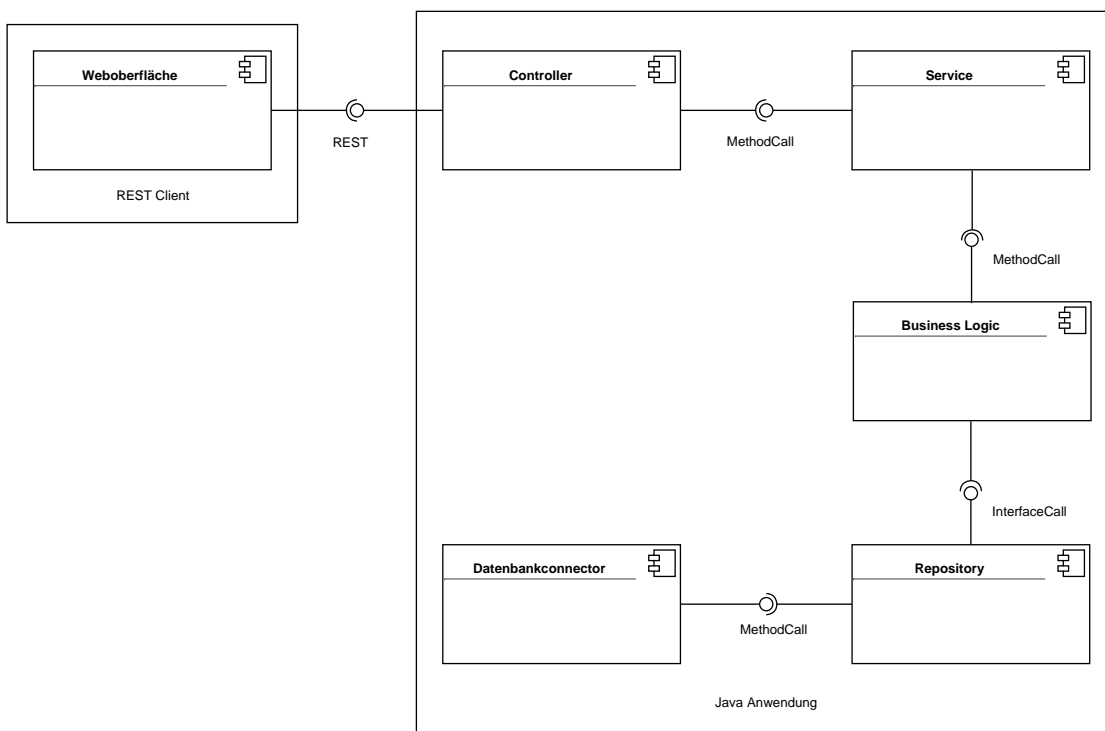 Weboberfläche
Controller
Service
REST
MethodCall
REST Client
MethodCall
Business Logic
InterfaceCall
Datenbankconnector
Repository
MethodCall
Java Anwendung